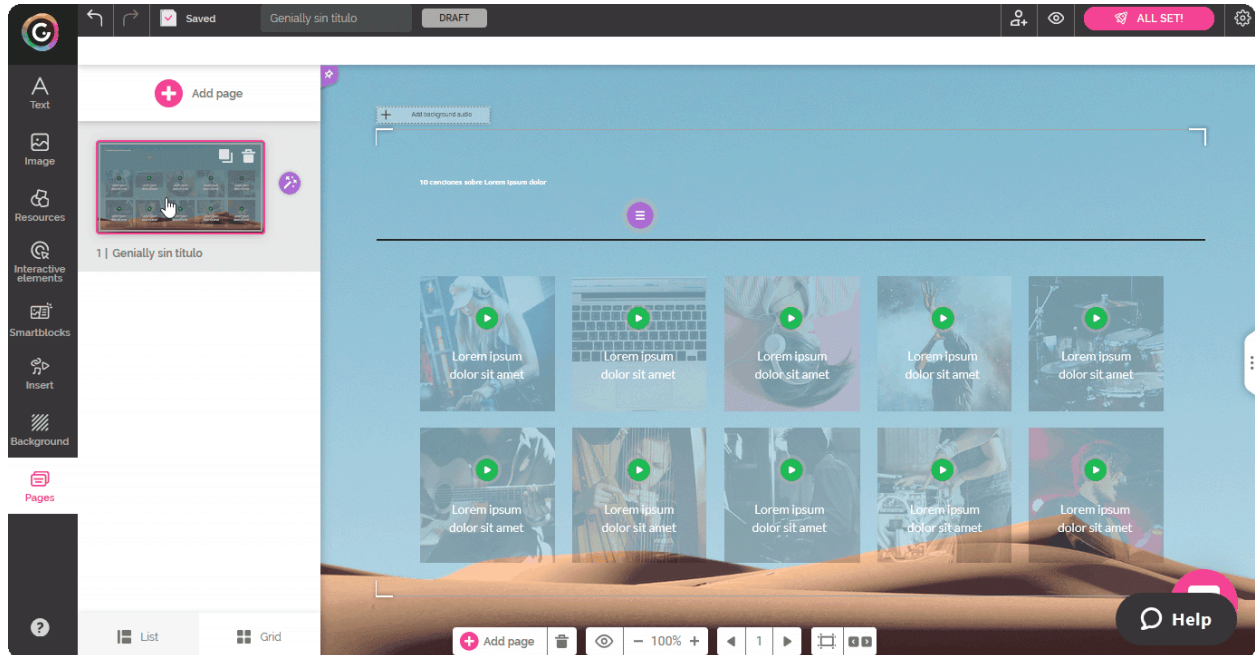 Saved
Genially sin título
DRAFT
ALL SET!
Text
Image
Resources
Interactive
elements
Smartblocks
Insert
Background
Pages
Add page
1 | Genially sin título
List
Grid
Add background audio
10 canciones sobre Lorem ipsum dolor
Lorem ipsum
dolor sit amet
Lorem ipsum
dolor sit amet
Lorem ipsum
dolor sit amet
Lorem ipsum
dolor sit amet
Lorem ipsum
dolor sit amet
Lorem ipsum
dolor sit amet
Lorem ipsum
dolor sit amet
Lorem ipsum
dolor sit amet
Lorem ipsum
dolor sit amet
Lorem ipsum
dolor sit amet
Add page
100%
1
Help